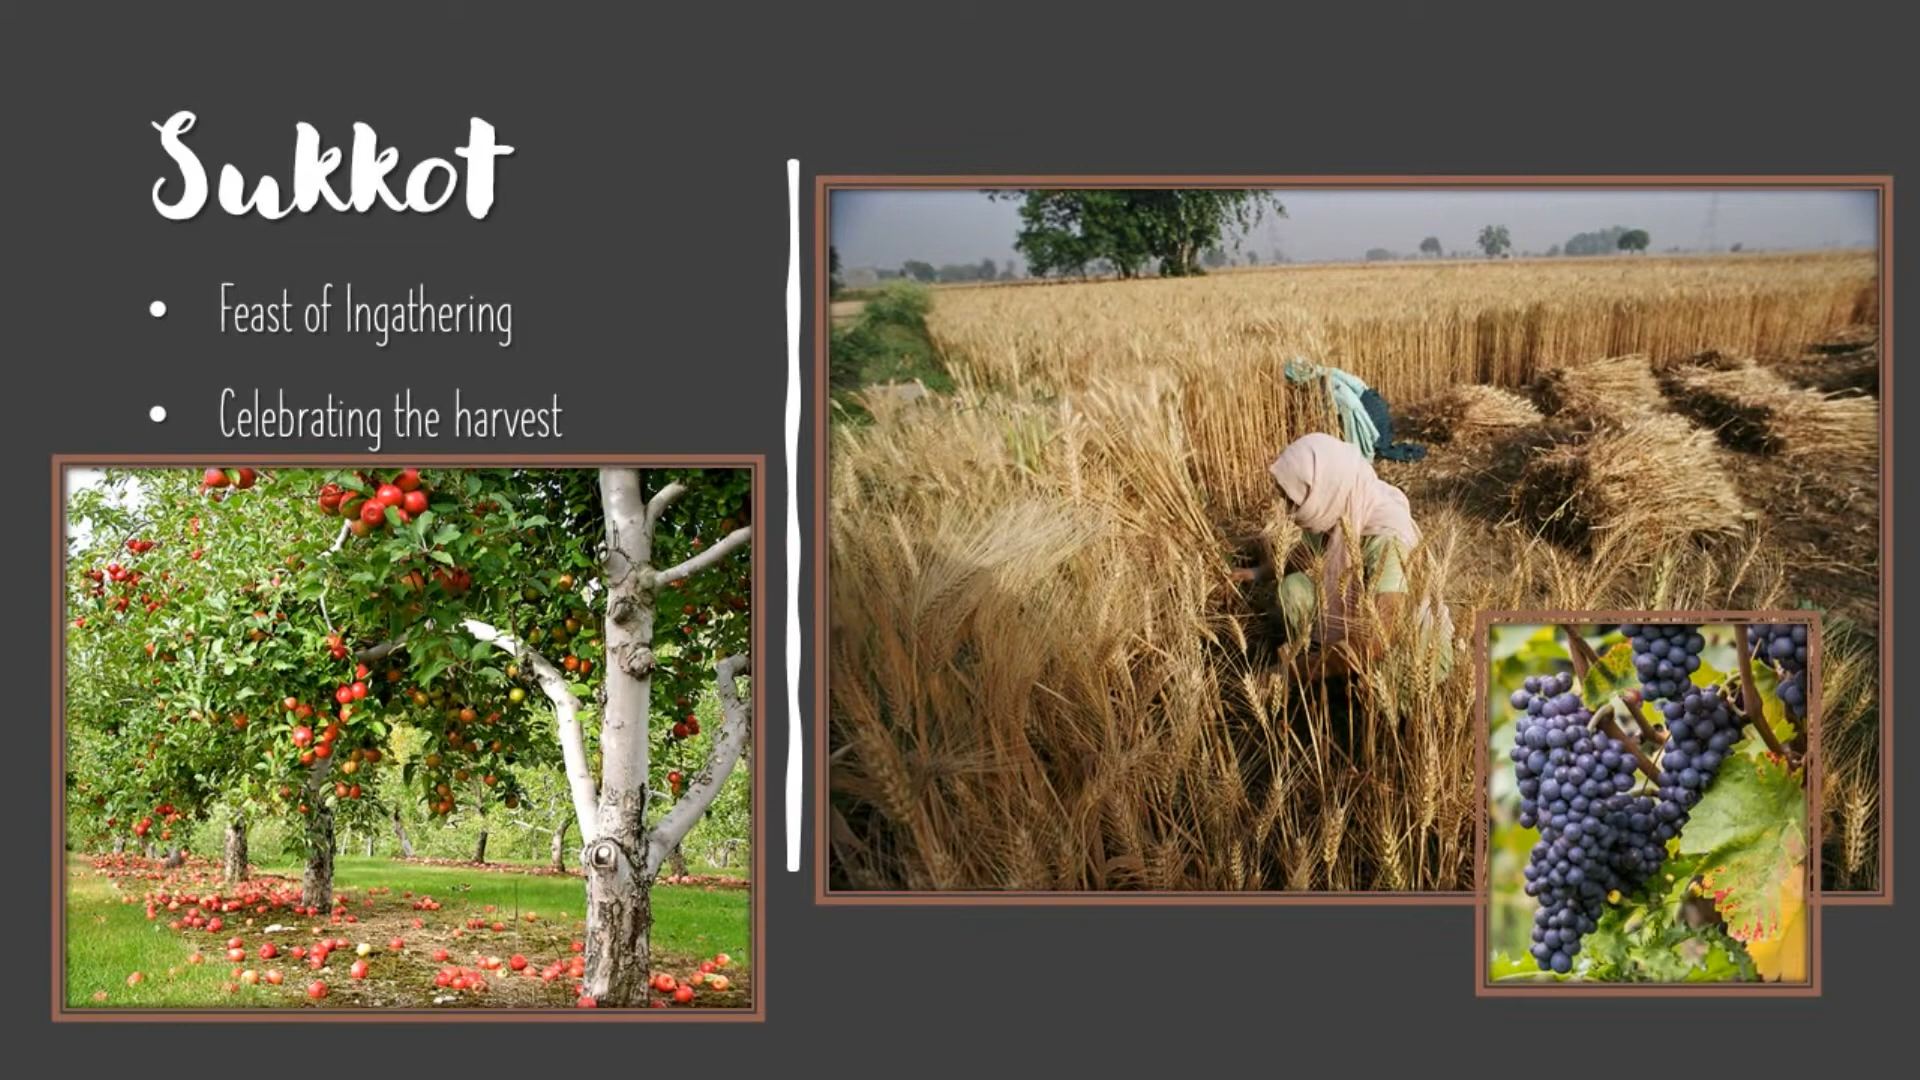 Sukkot
• Feast of Ingathering
• Celebrating the harvest